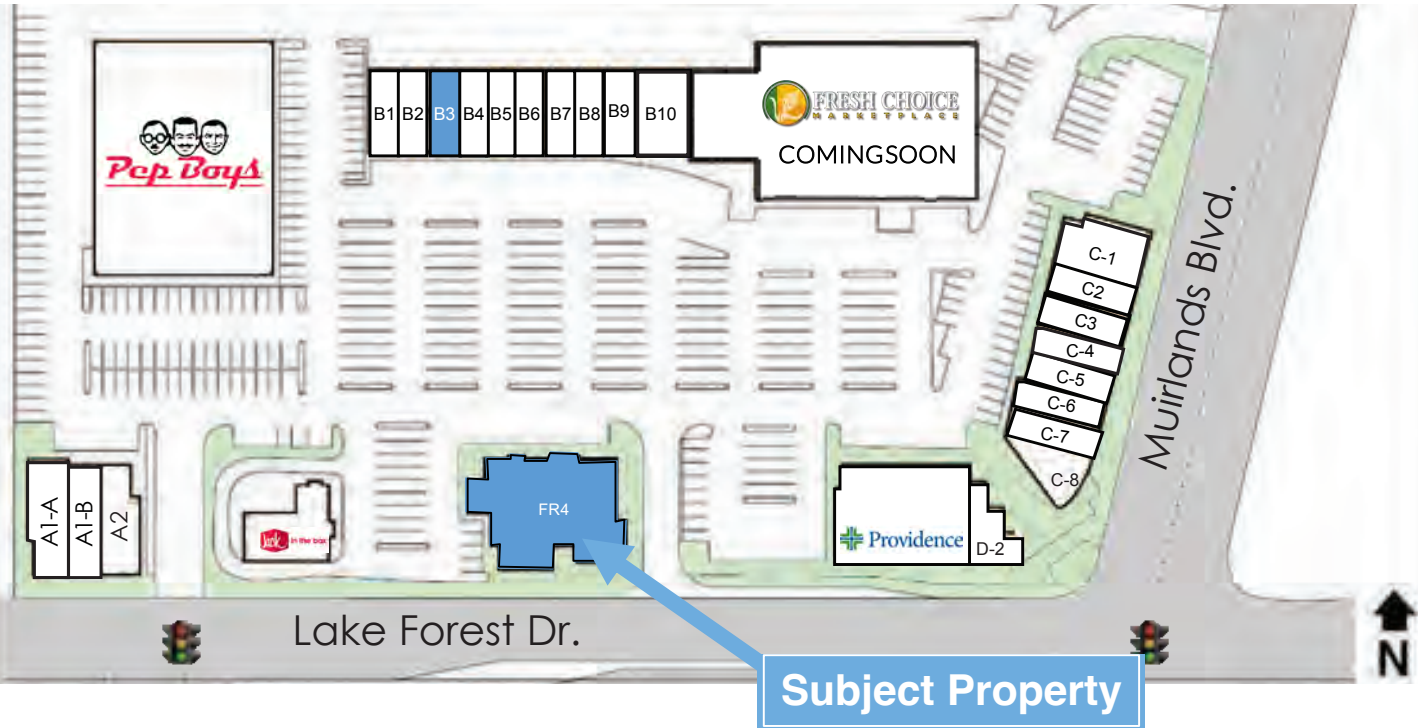 Pep Boys
B1 B2 B3 B4 B5 B6 B7 B8 B9 B10
FRESH CHOICE
MARKETPLACE
COMINGSOON
C-1
C2
C3
C-4
C-5
C-6
C-7
C-8
Muirlands Blvd.
A1-A
A1-B
A2
Jack in the box
FR4
Providence
D-2
Lake Forest Dr.
N
Subject Property